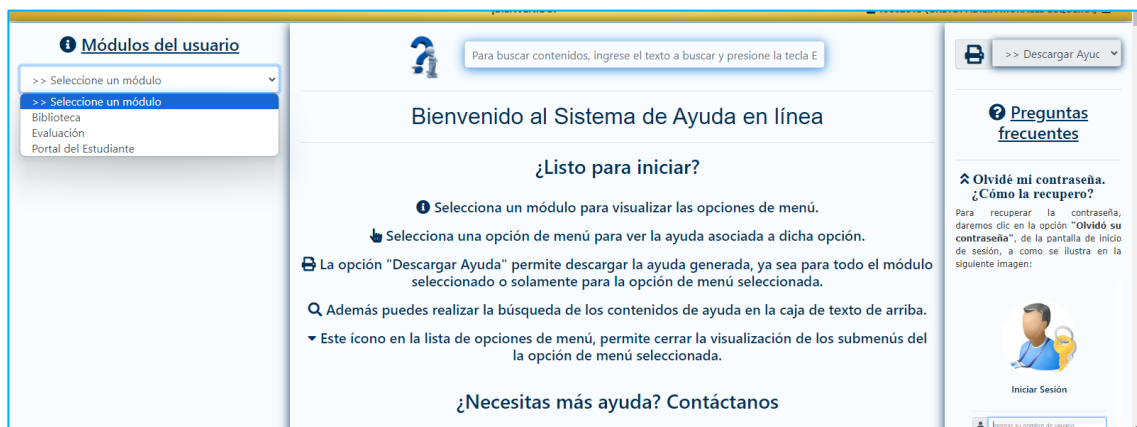 Módulos del usuario
>> Seleccione un módulo
>> Seleccione un módulo
Biblioteca
Evaluación
Portal del Estudiante
Para buscar contenidos, ingrese el texto a buscar y presione la tecla E
Bienvenido al Sistema de Ayuda en línea
¿Listo para iniciar?
Selecciona un módulo para visualizar las opciones de menú.
Selecciona una opción de menú para ver la ayuda asociada a dicha opción.
La opción "Descargar Ayuda" permite descargar la ayuda generada, ya sea para todo el módulo
seleccionado o solamente para la opción de menú seleccionada.
Además puedes realizar la búsqueda de los contenidos de ayuda en la caja de texto de arriba.
Este ícono en la lista de opciones de menú, permite cerrar la visualización de los submenús del
la opción de menú seleccionada.
¿Necesitas más ayuda? Contáctanos
>> Descargar Ayuc
Preguntas
frecuentes
Olvidé mi contraseña.
¿Cómo la recupero?
Para recuperar la contraseña,
daremos clic en la opción "Olvidó su
contraseña", de la pantalla de inicio
de sesión, a como se ilustra en la
siguiente imagen:
Iniciar Sesión
Ingrese su nombre de usuario